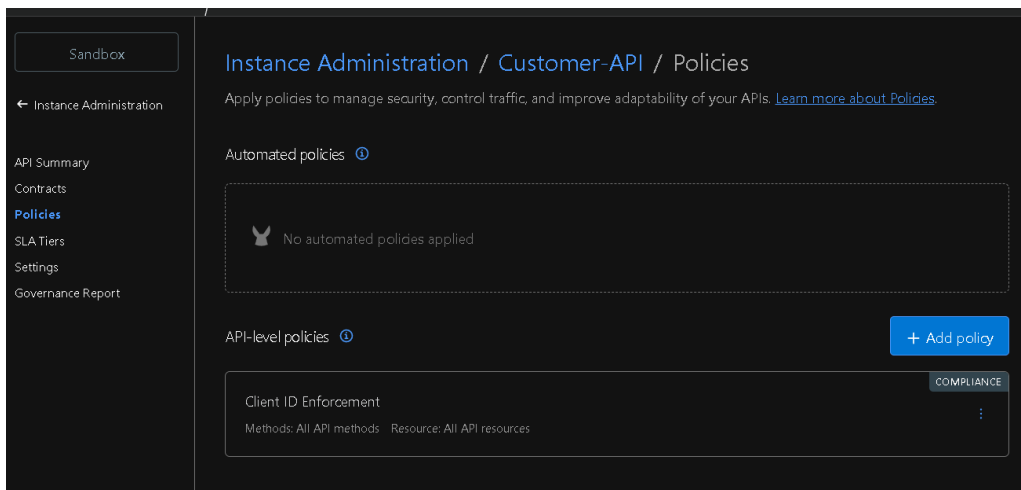 Sandbox
← Instance Administration
API Summary
Contracts
Policies
SLA Tiers
Settings
Governance Report
Instance Administration / Customer-API / Policies
Apply policies to manage security, control traffic, and improve adaptability of your APIs. Learn more about Policies.
Automated policies
No automated policies applied
API-level policies
+ Add policy
COMPLIANCE
Client ID Enforcement
Methods: All API methods Resource: All API resources